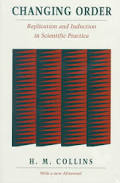 CHANGING ORDER
Replication and Induction
in Scientific Practice
H. M. COLLINS
With a new Afterword